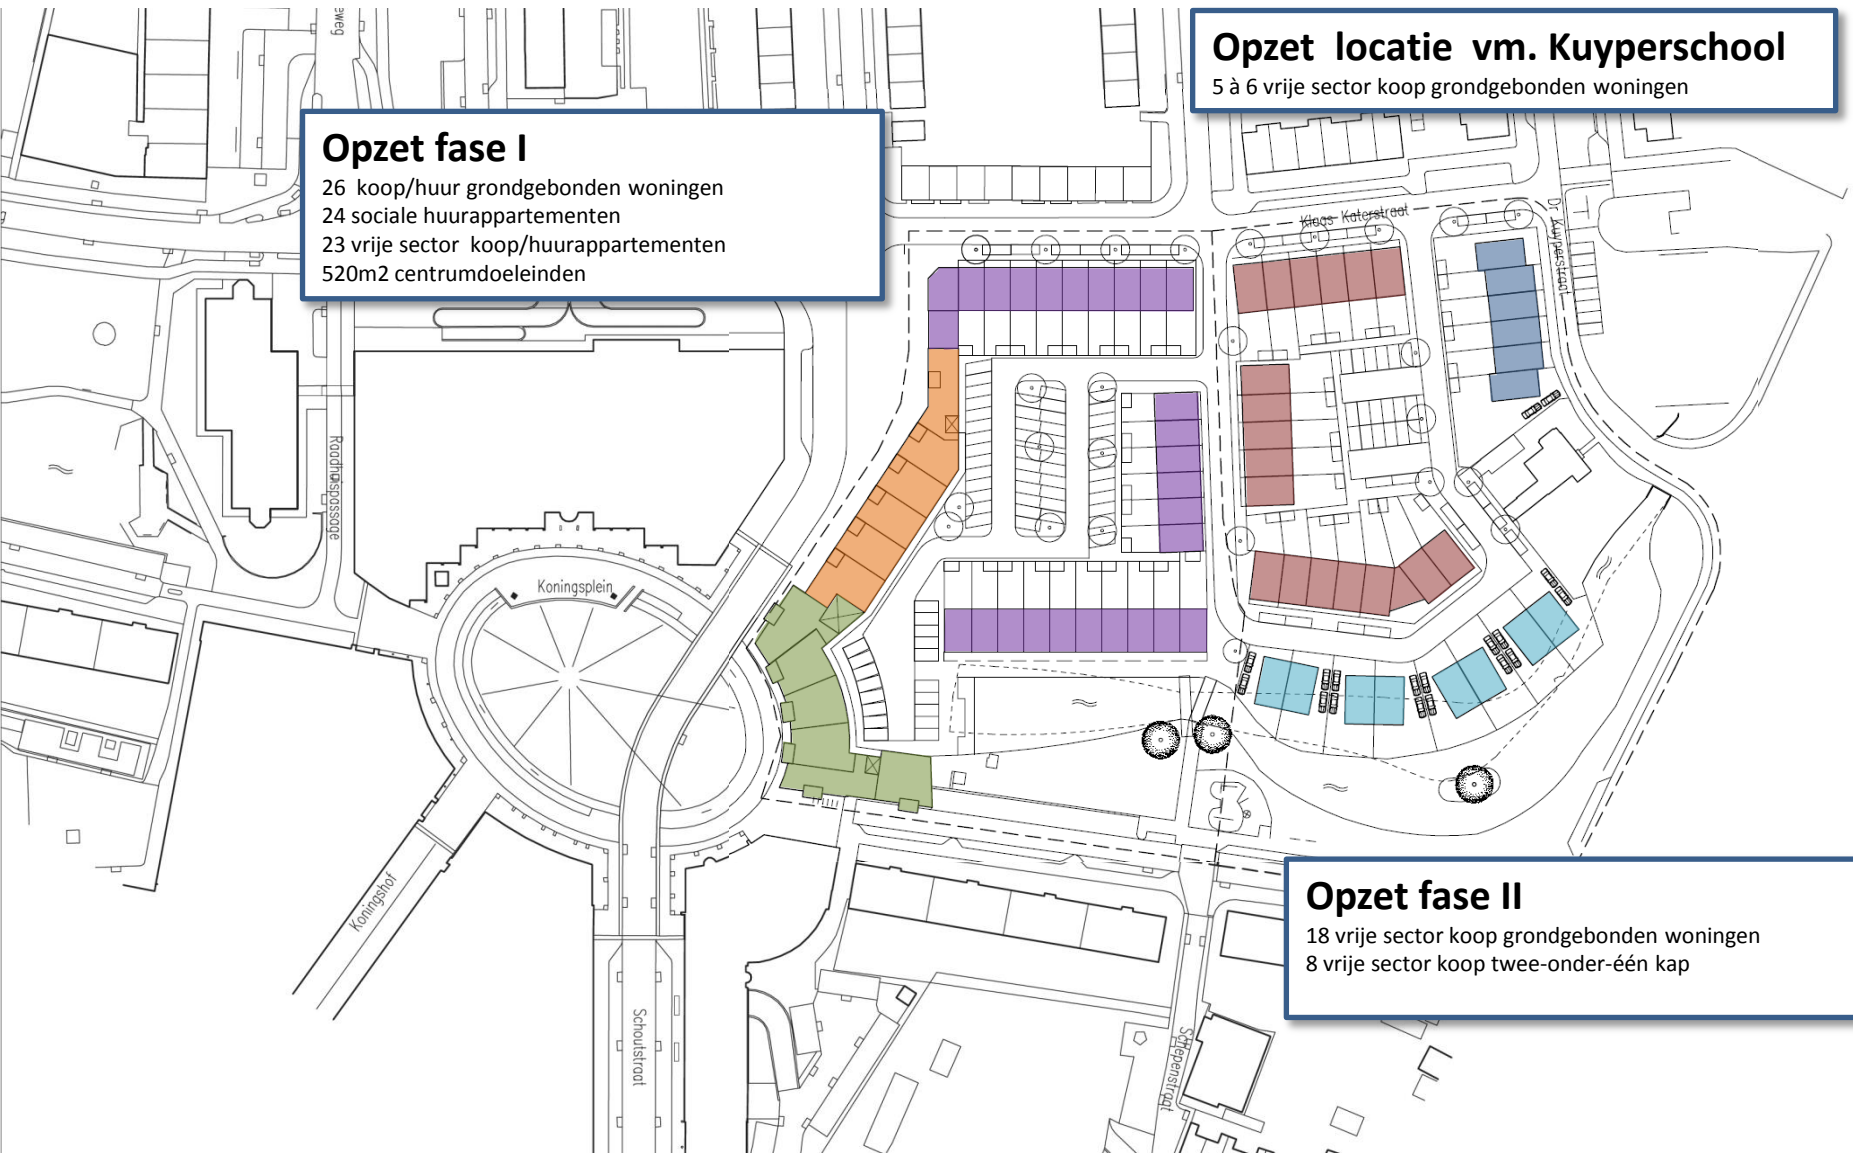 Opzet locatie vm. Kuyperschool
5 à 6 vrije sector koop grondgebonden woningen
Opzet fase I
26 koop/huur grondgebonden woningen
24 sociale huurappartementen
23 vrije sector koop/huurappartementen
520m2 centrumdoeleinden
eweg
Klaas Katerstraat
Dr. Kuyperstraat
Raadhuispassage
Koningsplein
Koningshof
Schoutstraat
Schepenstraat
Opzet fase II
18 vrije sector koop grondgebonden woningen
8 vrije sector koop twee-onder-één kap